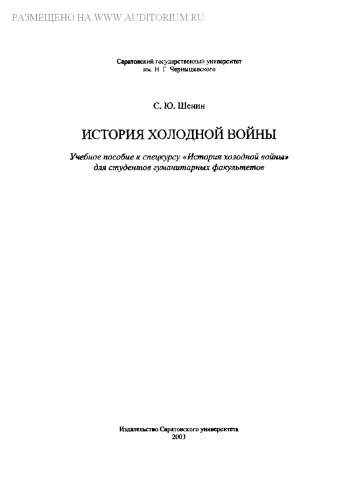 РАЗМЕЩЕНО НА WWW.AUDITORIUM.RU
Саратовский государственный университет
им. Н Г Чернышевского
С. Ю. Шенин
ИСТОРИЯ ХОЛОДНОЙ ВОЙНЫ
Учебное пособие к спецкурсу «История холодной войны»
для студентов гуманитарных факультетов
Издательство Саратовского университета
2003